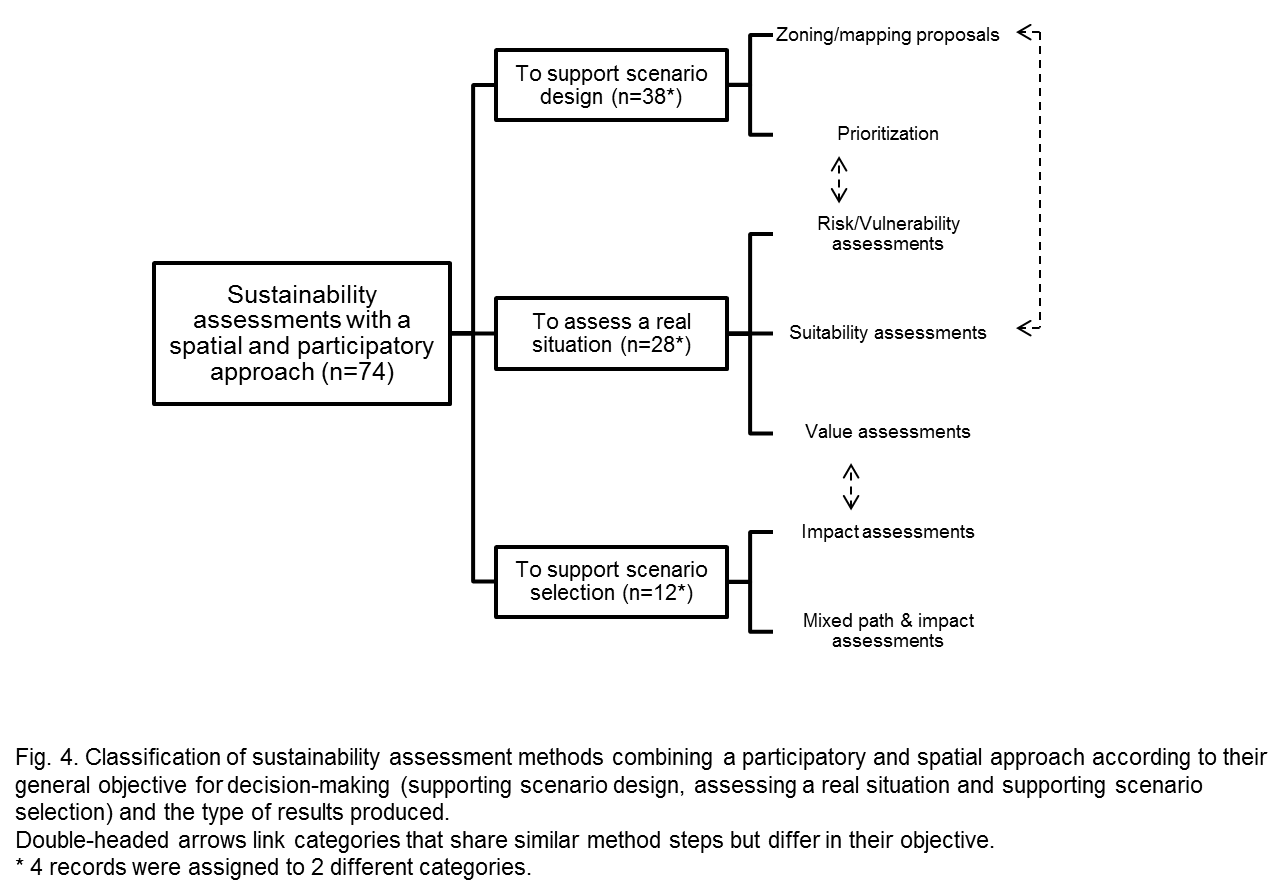 Zoning/mapping proposals
To support scenario
design (n=38*)
Prioritization
Risk/Vulnerability
assessments
Sustainability
assessments with a
spatial and participatory
approach (n=74)
To assess a real
situation (n=28*)
Suitability assessments
Value assessments
Impact assessments
To support scenario
selection (n=12*)
Mixed path & impact
assessments
Fig. 4. Classification of sustainability assessment methods combining a participatory and spatial approach according to their
general objective for decision-making (supporting scenario design, assessing a real situation and supporting scenario
selection) and the type of results produced.
Double-headed arrows link categories that share similar method steps but differ in their objective.
* 4 records were assigned to 2 different categories.